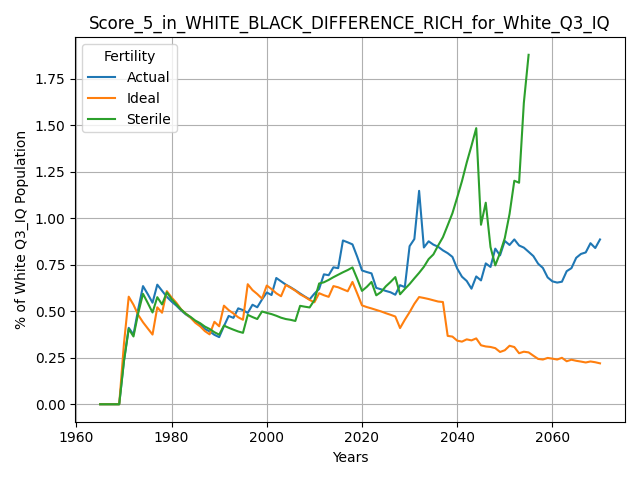 Score_5_in_WHITE_BLACK_DIFFERENCE_RICH_for_White_Q3_IQ
Fertility
Actual
Ideal
Sterile
% of White Q3_IQ Population
1.75
1.50
1.25
1.00
0.75
0.50
0.25
0.00
1960 1980 2000 2020 2040 2060
Years